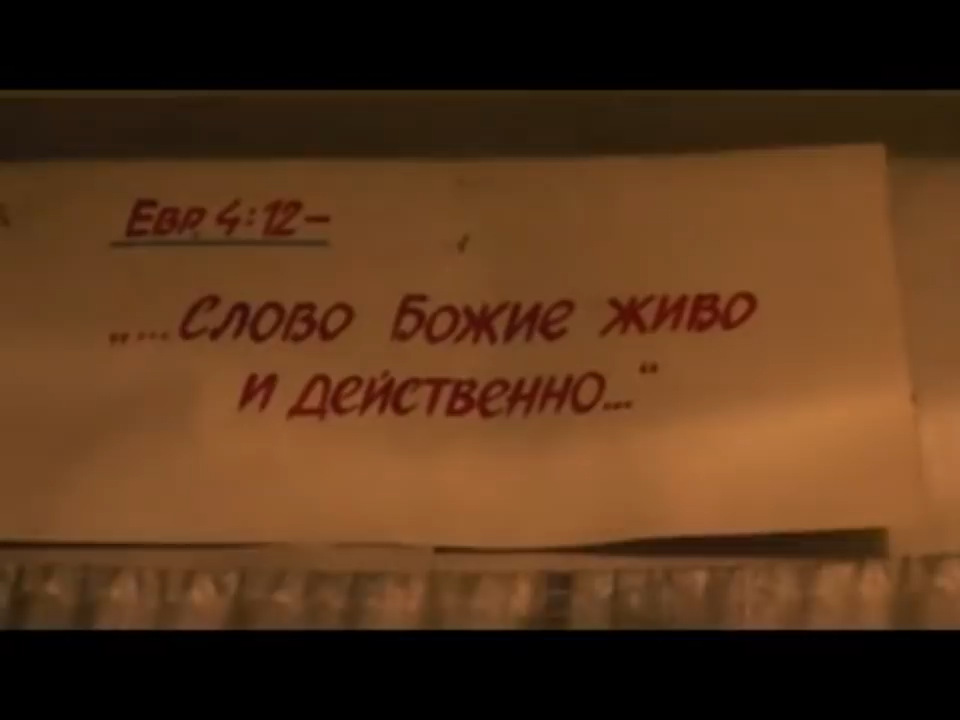 Евр. 4:12–
„...Слово Божие живо
и действенно..."